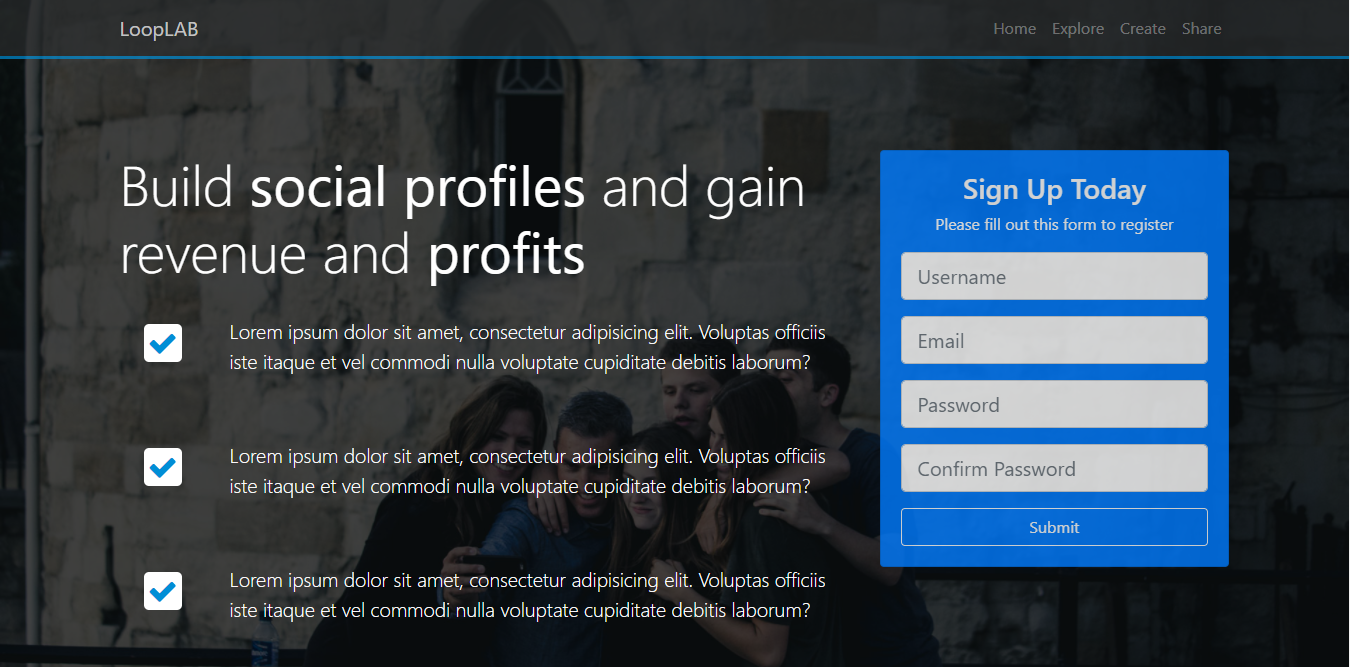 LoopLAB
Home Explore Create Share
Build social profiles and gain
revenue and profits
Lorem ipsum dolor sit amet, consectetur adipisicing elit. Voluptas officiis
iste itaque et vel commodi nulla voluptate cupiditate debitis laborum?
Lorem ipsum dolor sit amet, consectetur adipisicing elit. Voluptas officiis
iste itaque et vel commodi nulla voluptate cupiditate debitis laborum?
Lorem ipsum dolor sit amet, consectetur adipisicing elit. Voluptas officiis
iste itaque et vel commodi nulla voluptate cupiditate debitis laborum?
Sign Up Today
Please fill out this form to register
Username
Email
Password
Confirm Password
Submit